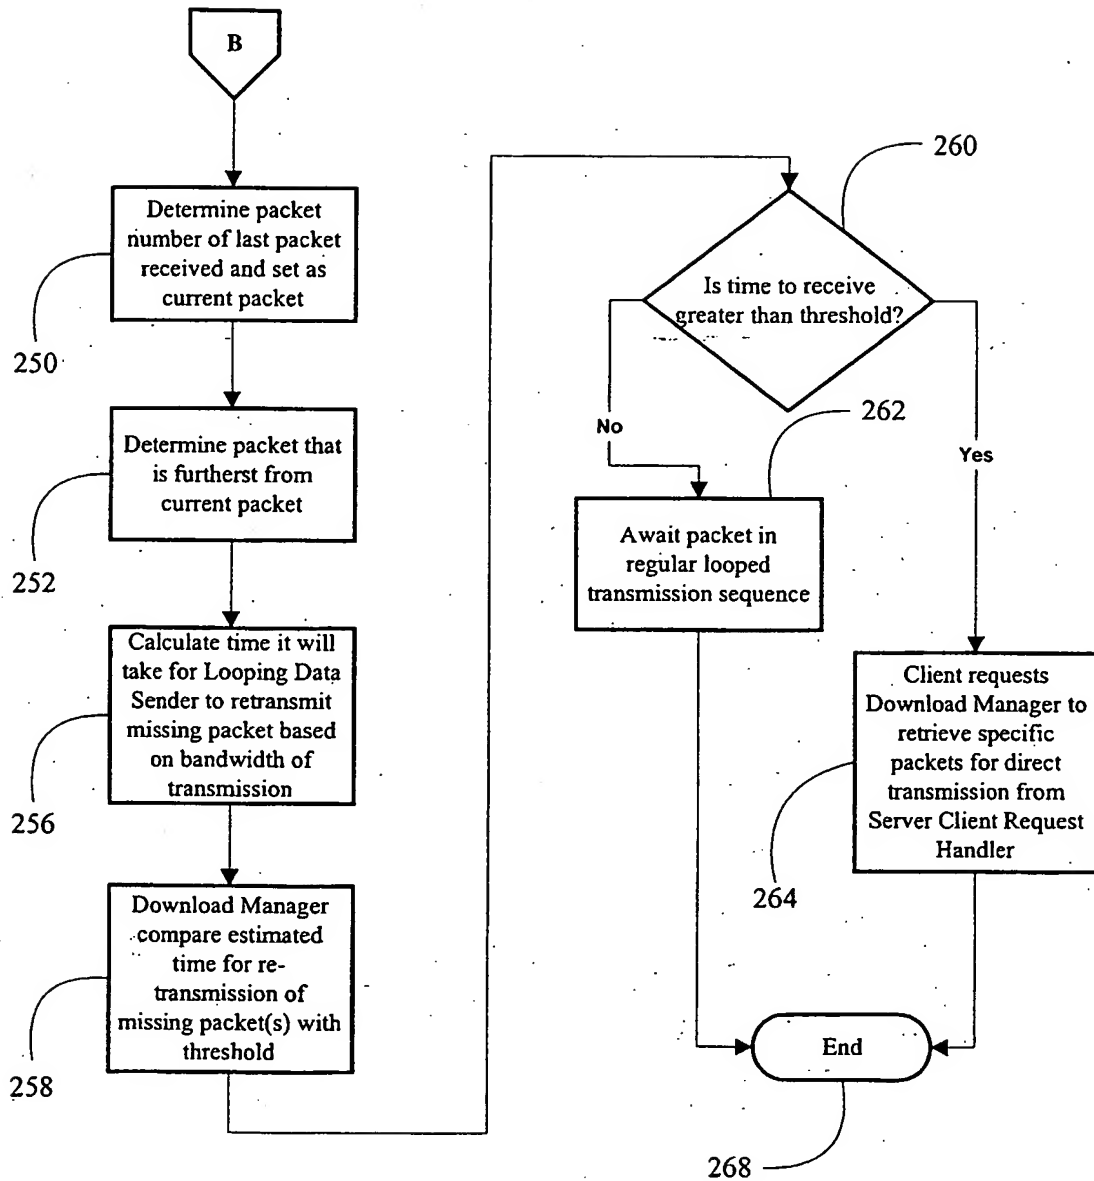 B
Determine packet
number of last packet
received and set as
current packet
250
Determine packet that
is furtherst from
current packet
252
Calculate time it will
take for Looping Data
Sender to retransmit
missing packet based
on bandwidth of
transmission
256
Download Manager
compare estimated
time for re-
transmission of
missing packet(s) with
threshold
258
260
Is time to receive
greater than threshold?
No
Yes
262
Await packet in
regular looped
transmission sequence
Client requests
Download Manager to
retrieve specific
packets for direct
transmission from
Server Client Request
Handler
264
End
268